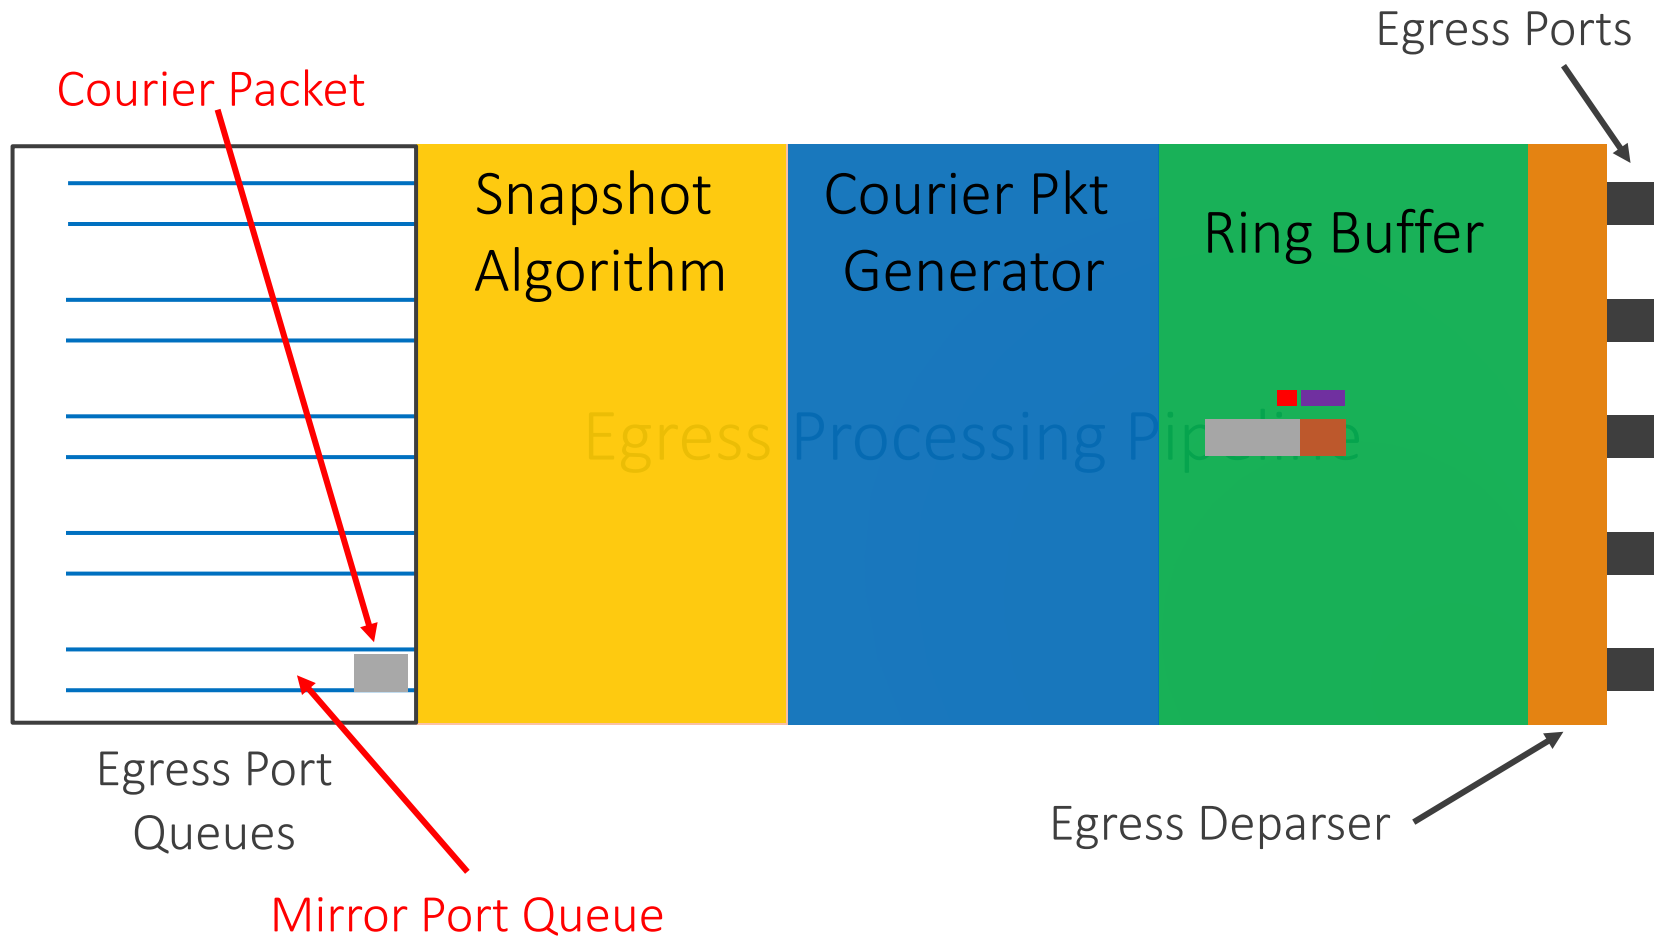 Egress Ports
Courier Packet
Snapshot
Algorithm
Courier Pkt
Generator
Ring Buffer
Egress Processing Pipeline
Egress Port
Queues
Egress Deparser
Mirror Port Queue